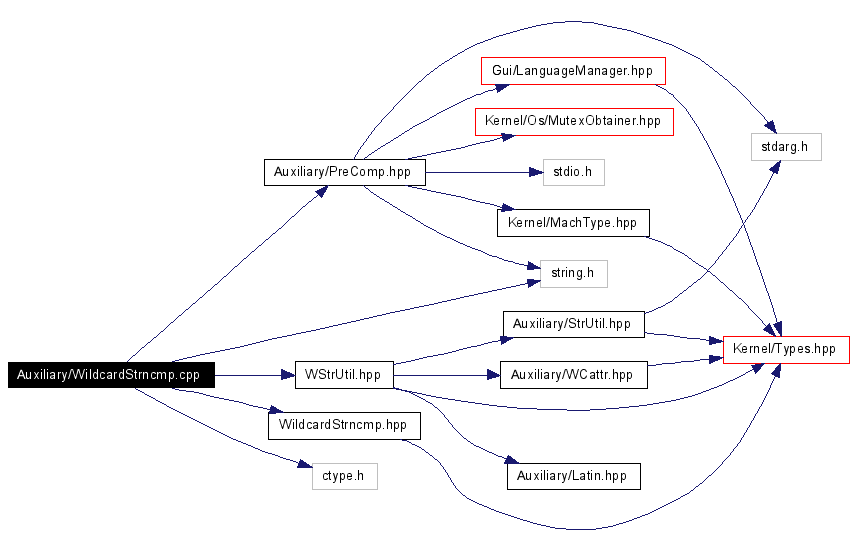 Gui/LanguageManager.hpp
Kernel/Os/MutexObtainer.hpp
stdarg.h
Auxiliary/PreComp.hpp
stdio.h
Kernel/MachType.hpp
string.h
Auxiliary/StrUtil.hpp
Kernel/Types.hpp
Auxiliary/WildcardStrncmp.cpp
WStrUtil.hpp
Auxiliary/WCattr.hpp
WildcardStrncmp.hpp
ctype.h
Auxiliary/Latin.hpp